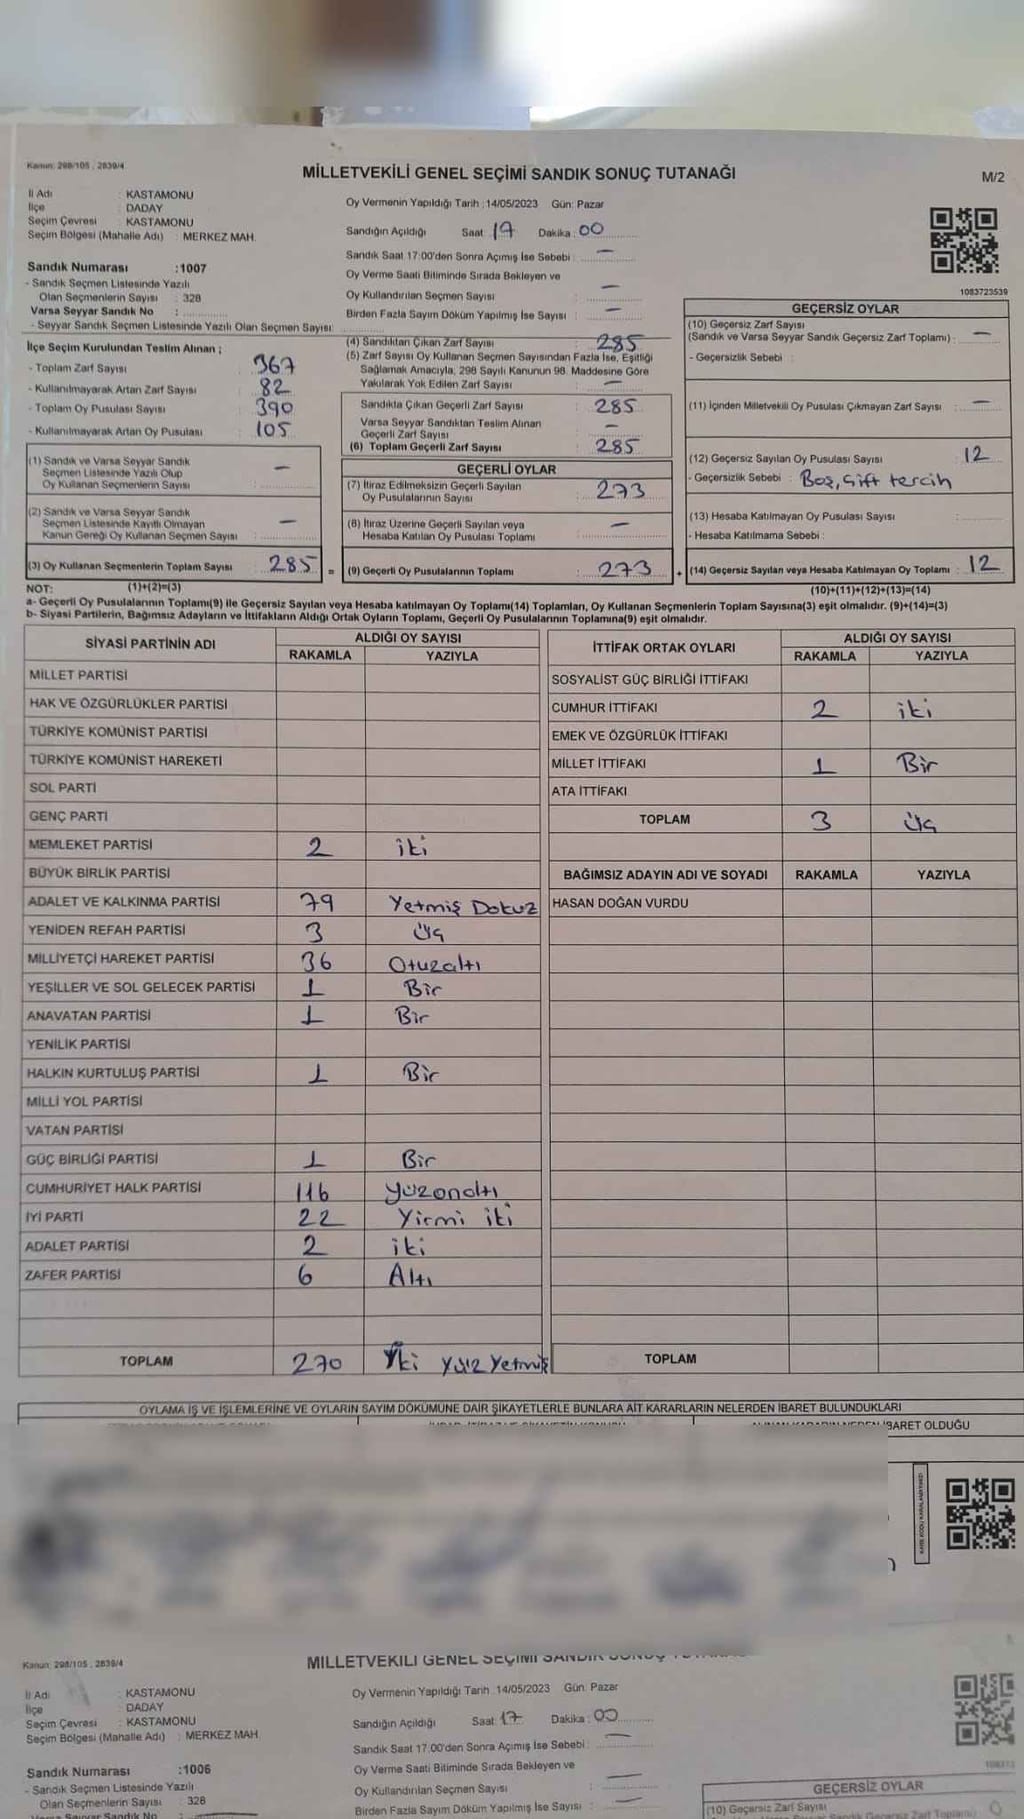 Kanun: 298/105 , 2839/4
MİLLETVEKİLİ GENEL SEÇİMİ SANDIK SONUÇ TUTANAĞI
M/2
İl Adı : KASTAMONU
İlçe : DADAY
Seçim Çevresi : KASTAMONU
Seçim Bölgesi (Mahalle Adı) : MERKEZ MAH.
Sandık Numarası :1007
- Sandık Seçmen Listesinde Yazılı
Olan Seçmenlerin Sayısı : 328
Varsa Seyyar Sandık No :
- Seyyar Sandık Seçmen Listesinde Yazılı Olan Seçmen Sayısı:
Oy Vermenin Yapıldığı Tarih :14/05/2023 Gün: Pazar
Sandığın Açıldığı Saat: 17 Dakika: 00
Sandık Saat 17:00'den Sonra Açımış İse Sebebi : —
Oy Verme Saati Bitiminde Sırada Bekleyen ve
Oy Kullandırılan Seçmen Sayısı : —
Birden Fazla Sayım Döküm Yapılmış İse Sayısı : —
1083723539
İlçe Seçim Kurulundan Teslim Alınan ;
- Toplam Zarf Sayısı : 367
- Kullanılmayarak Artan Zarf Sayısı : 82
- Toplam Oy Pusulası Sayısı : 390
- Kullanılmayarak Artan Oy Pusulası : 105
(1) Sandık ve Varsa Seyyar Sandık
Seçmen Listesinde Yazılı Olup
Oy Kullanan Seçmenlerin Sayısı : —
(2) Sandık ve Varsa Seyyar Sandık
Seçmen Listesinde Kayıtlı Olmayan
Kanun Gereği Oy Kullanan Seçmen Sayısı : —
(3) Oy Kullanan Seçmenlerin Toplam Sayısı : 285
(4) Sandıktan Çıkan Zarf Sayısı : 285
(5) Zarf Sayısı Oy Kullanan Seçmen Sayısından Fazla İse, Eşitliği
Sağlamak Amacıyla, 298 Sayılı Kanunun 98. Maddesine Göre
Yakılarak Yok Edilen Zarf Sayısı : —
Sandıkta Çıkan Geçerli Zarf Sayısı : 285
Varsa Seyyar Sandıktan Teslim Alınan
Geçerli Zarf Sayısı : —
(6) Toplam Geçerli Zarf Sayısı : 285
GEÇERLİ OYLAR
(7) İtiraz Edilmeksizin Geçerli Sayılan
Oy Pusulalarının Sayısı : 273
(8) İtiraz Üzerine Geçerli Sayılan veya
Hesaba Katılan Oy Pusulası Toplamı : —
= (9) Geçerli Oy Pusulalarının Toplamı : 273
GEÇERSİZ OYLAR
(10) Geçersiz Zarf Sayısı
(Sandık ve Varsa Seyyar Sandık Geçersiz Zarf Toplamı) : —
- Geçersizlik Sebebi :
(11) İçinden Milletvekili Oy Pusulası Çıkmayan Zarf Sayısı : —
(12) Geçersiz Sayılan Oy Pusulası Sayısı : 12
- Geçersizlik Sebebi : Boş, Çift tercih
(13) Hesaba Katılmayan Oy Pusulası Sayısı :
- Hesaba Katılmama Sebebi :
+ (14) Geçersiz Sayılan veya Hesaba Katılmayan Oy Toplamı : 12
NOT: (1)+(2)=(3) (10)+(11)+(12)+(13)=(14)
a- Geçerli Oy Pusulalarının Toplamı(9) ile Geçersiz Sayılan veya Hesaba katılmayan Oy Toplamı(14) Toplamları, Oy Kullanan Seçmenlerin Toplam Sayısına(3) eşit olmalıdır. (9)+(14)=(3)
b- Siyasi Partilerin, Bağımsız Adayların ve İttifakların Aldığı Ortak Oyların Toplamı, Geçerli Oy Pusulalarının Toplamına(9) eşit olmalıdır.
SİYASİ PARTİNİN ADI ALDIĞI OY SAYISI
RAKAMLA YAZIYLA
MİLLET PARTİSİ
HAK VE ÖZGÜRLÜKLER PARTİSİ
TÜRKİYE KOMÜNİST PARTİSİ
TÜRKİYE KOMÜNİST HAREKETİ
SOL PARTİ
GENÇ PARTİ
MEMLEKET PARTİSİ 2 iki
BÜYÜK BİRLİK PARTİSİ
ADALET VE KALKINMA PARTİSİ 79 Yetmiş Dokuz
YENİDEN REFAH PARTİSİ 3 Üç
MİLLİYETÇİ HAREKET PARTİSİ 36 Otuzaltı
YEŞİLLER VE SOL GELECEK PARTİSİ 1 Bir
ANAVATAN PARTİSİ 1 Bir
YENİLİK PARTİSİ
HALKIN KURTULUŞ PARTİSİ 1 Bir
MİLLİ YOL PARTİSİ
VATAN PARTİSİ
GÜÇ BİRLİĞİ PARTİSİ 1 Bir
CUMHURİYET HALK PARTİSİ 116 Yüzonaltı
İYİ PARTİ 22 Yirmi iki
ADALET PARTİSİ 2 iki
ZAFER PARTİSİ 6 Altı
TOPLAM 270 İki Yüz Yetmiş
İTTİFAK ORTAK OYLARI ALDIĞI OY SAYISI
RAKAMLA YAZIYLA
SOSYALİST GÜÇ BİRLİĞİ İTTİFAKI
CUMHUR İTTİFAKI 2 iki
EMEK VE ÖZGÜRLÜK İTTİFAKI
MİLLET İTTİFAKI 1 Bir
ATA İTTİFAKI
TOPLAM 3 Üç
BAĞIMSIZ ADAYIN ADI VE SOYADI RAKAMLA YAZIYLA
HASAN DOĞAN VURDU
TOPLAM
OYLAMA İŞ VE İŞLEMLERİNE VE OYLARIN SAYIM DÖKÜMÜNE DAİR ŞİKAYETLERLE BUNLARA AİT KARARLARIN NELERDEN İBARET BULUNDUKLARI
İBARET OLDUĞU
Kanun: 298/105 , 2839/4
MİLLETVEKİLİ GENEL SEÇİMİ SANDIK SONUÇ
İl Adı : KASTAMONU
İlçe : DADAY
Seçim Çevresi : KASTAMONU
Seçim Bölgesi (Mahalle Adı) : MERKEZ MAH.
Sandık Numarası :1006
- Sandık Seçmen Listesinde Yazılı
Olan Seçmenlerin Sayısı : 328
Varsa Seyyar Sandık No
Oy Vermenin Yapıldığı Tarih :14/05/2023 Gün: Pazar
Sandığın Açıldığı Saat: 17 Dakika: 00
Sandık Saat 17:00'den Sonra Açımış İse Sebebi : —
Oy Verme Saati Bitiminde Sırada Bekleyen ve
Oy Kullandırılan Seçmen Sayısı : —
Birden Fazla Sayım Döküm Yapılmış İse Sayısı : —
GEÇERSİZ OYLAR
(10) Geçersiz Zarf Sayısı